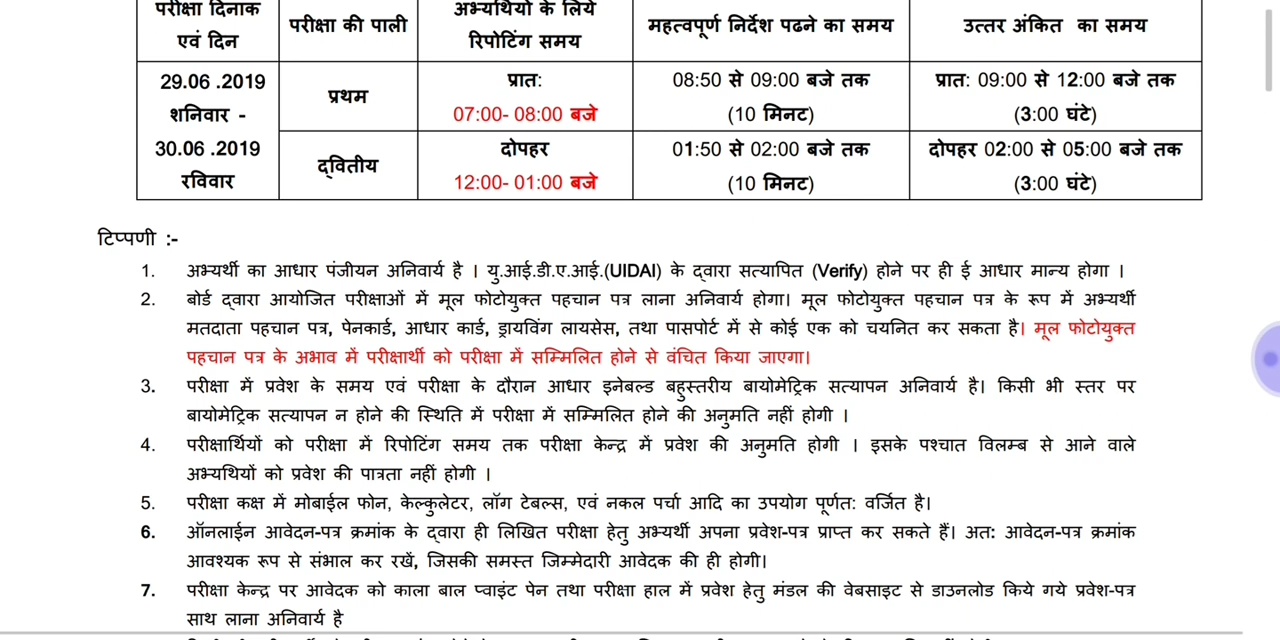 परीक्षा दिनाक
एवं दिन
परीक्षा की पाली
अभ्यथियो के लिये
रिपोटिंग समय
महत्वपूर्ण निर्देश पढने का समय
उत्तर अंकित का समय
29.06 .2019
शनिवार -
30.06 .2019
रविवार
प्रथम
प्रात:
07:00- 08:00 बजे
08:50 से 09:00 बजे तक
(10 मिनट)
प्रात: 09:00 से 12:00 बजे तक
(3:00 घंटे)
द्वितीय
दोपहर
12:00- 01:00 बजे
01:50 से 02:00 बजे तक
(10 मिनट)
दोपहर 02:00 से 05:00 बजे तक
(3:00 घंटे)
टिप्पणी :-
1. अभ्यर्थी का आधार पंजीयन अनिवार्य है । यु.आई.डी.ए.आई.(UIDAI) के द्वारा सत्यापित (Verify) होने पर ही ई आधार मान्य होगा ।
2. बोर्ड द्वारा आयोजित परीक्षाओं में मूल फोटोयुक्त पहचान पत्र लाना अनिवार्य होगा। मूल फोटोयुक्त पहचान पत्र के रूप में अभ्यर्थी
मतदाता पहचान पत्र, पेनकार्ड, आधार कार्ड, ड्रायविंग लायसेस, तथा पासपोर्ट में से कोई एक को चयनित कर सकता है। मूल फोटोयुक्त
पहचान पत्र के अभाव में परीक्षार्थी को परीक्षा में सम्मिलित होने से वंचित किया जाएगा।
3. परीक्षा में प्रवेश के समय एवं परीक्षा के दौरान आधार इनेबल्ड बहुस्तरीय बायोमेट्रिक सत्यापन अनिवार्य है। किसी भी स्तर पर
बायोमेट्रिक सत्यापन न होने की स्थिति में परीक्षा में सम्मिलित होने की अनुमति नहीं होगी ।
4. परीक्षार्थियों को परीक्षा में रिपोटिंग समय तक परीक्षा केन्द्र में प्रवेश की अनुमति होगी । इसके पश्चात विलम्ब से आने वाले
अभ्यथियों को प्रवेश की पात्रता नहीं होगी ।
5. परीक्षा कक्ष में मोबाईल फोन, केल्कुलेटर, लॉग टेबल्स, एवं नकल पर्चा आदि का उपयोग पूर्णत: वर्जित है।
6. ऑनलाईन आवेदन-पत्र क्रमांक के द्वारा ही लिखित परीक्षा हेतु अभ्यर्थी अपना प्रवेश-पत्र प्राप्त कर सकते हैं। अत: आवेदन-पत्र क्रमांक
आवश्यक रूप से संभाल कर रखें, जिसकी समस्त जिम्मेदारी आवेदक की ही होगी।
7. परीक्षा केन्द्र पर आवेदक को काला बाल प्वाइंट पेन तथा परीक्षा हाल में प्रवेश हेतु मंडल की वेबसाइट से डाउनलोड किये गये प्रवेश-पत्र
साथ लाना अनिवार्य है